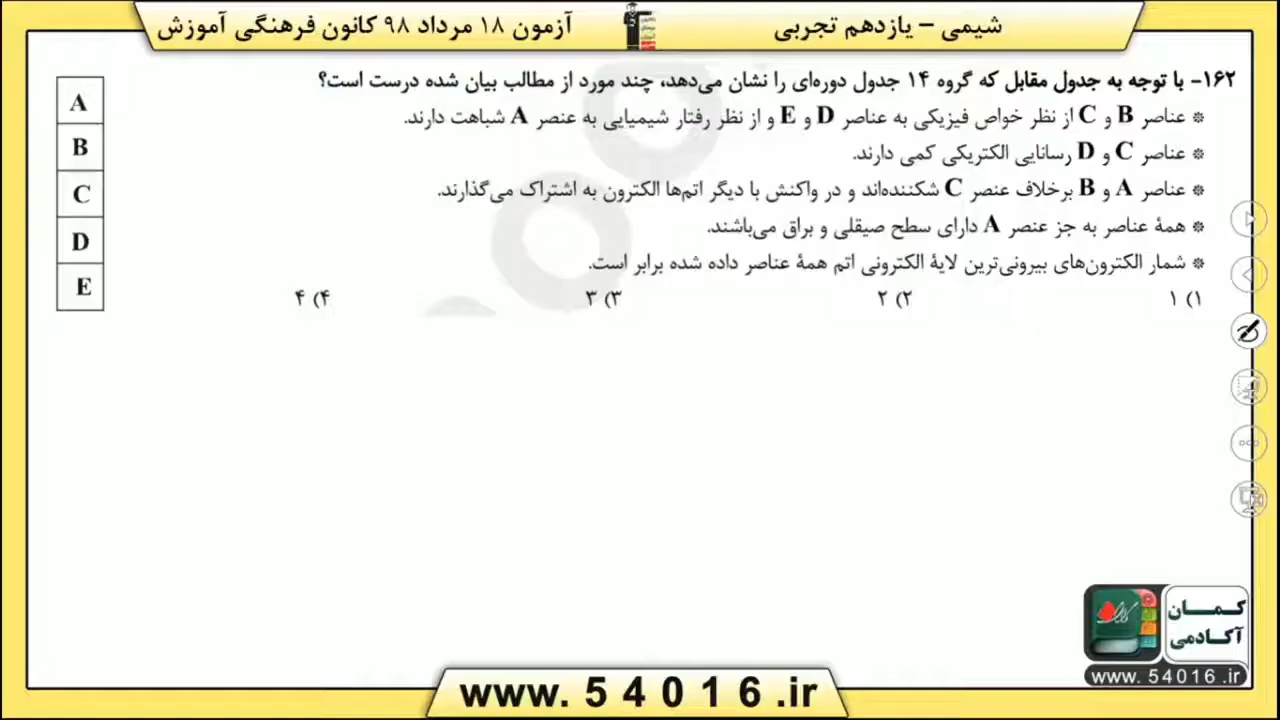 شیمی – یازدهم تجربی
آزمون ۱۸ مرداد ۹۸ کانون فرهنگی آموزش
۱۶۲- با توجه به جدول مقابل که گروه ۱۴ جدول دوره‌ای را نشان می‌دهد، چند مورد از مطالب بیان شده درست است؟
* عناصر B و C از نظر خواص فیزیکی به عناصر D و E و از نظر رفتار شیمیایی به عنصر A شباهت دارند.
* عناصر C و D رسانایی الکتریکی کمی دارند.
* عناصر A و B برخلاف عنصر C شکننده‌اند و در واکنش با دیگر اتم‌ها الکترون به اشتراک می‌گذارند.
* همهٔ عناصر به جز عنصر A دارای سطح صیقلی و براق می‌باشند.
* شمار الکترون‌های بیرونی‌ترین لایهٔ الکترونی اتم همهٔ عناصر داده شده برابر است.
۱) ۱ ۲) ۲ ۳) ۳ ۴) ۴
A
B
C
D
E
کمان
آکادمی
www. 54016 .ir
www. 54016 .ir